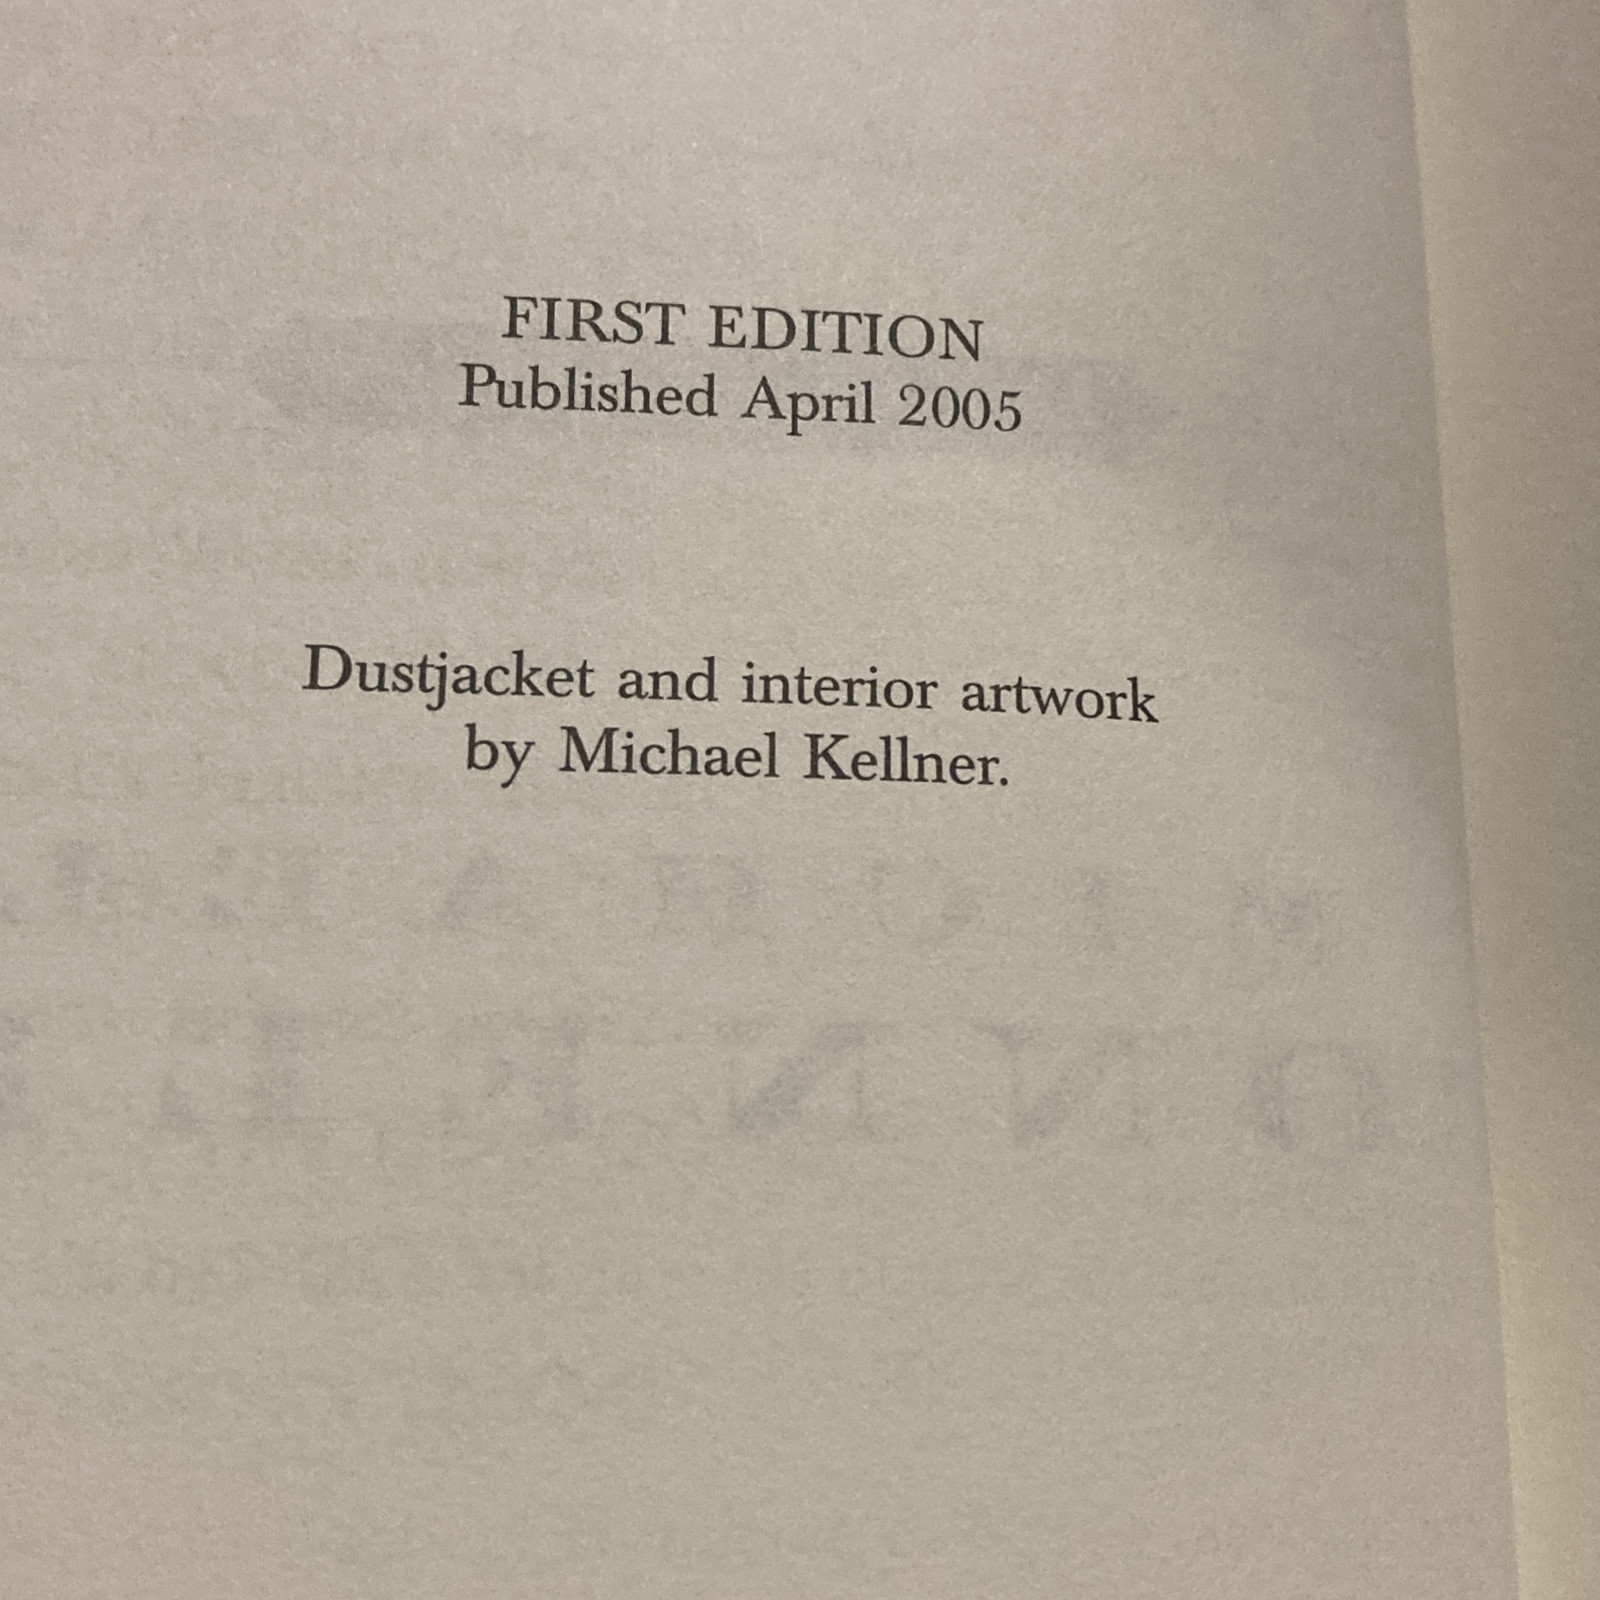 FIRST EDITION
Published April 2005
Dustjacket and interior artwork
by Michael Kellner.